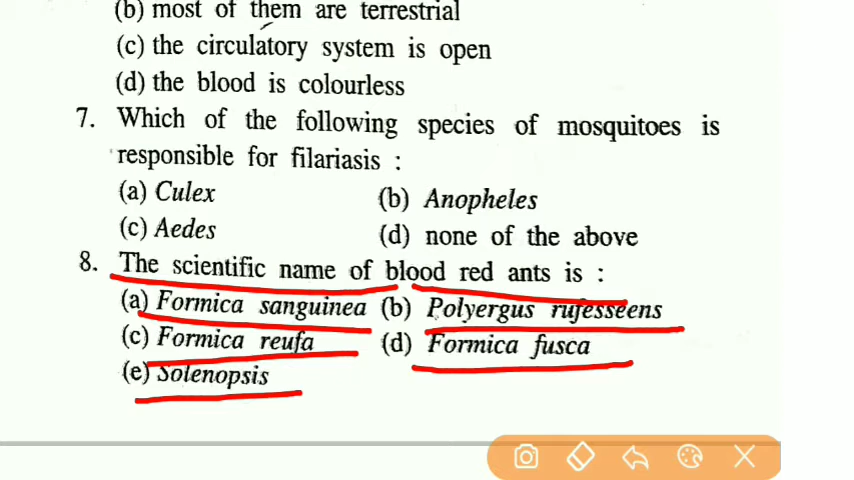 (b) most of them are terrestrial
(c) the circulatory system is open
(d) the blood is colourless
7. Which of the following species of mosquitoes is
responsible for filariasis :
(a) Culex (b) Anopheles
(c) Aedes (d) none of the above
8. The scientific name of blood red ants is :
(a) Formica sanguinea (b) Polyergus rufesseens
(c) Formica reufa (d) Formica fusca
(e) Solenopsis